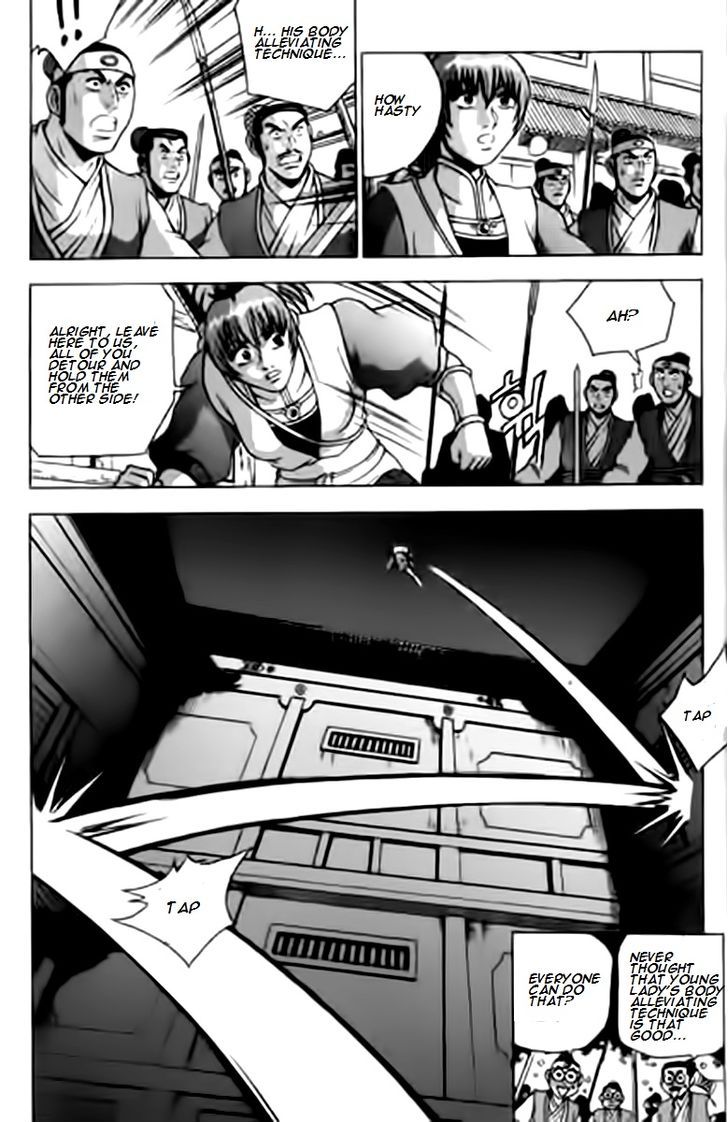 !!
H... HIS BODY
ALLEVIATING
TECHNIQUE...
HOW
HASTY
ALRIGHT, LEAVE
HERE TO US,
ALL OF YOU
DETOUR AND
HOLD THEM
FROM THE
OTHER SIDE!
AH?
TAP
TAP
EVERYONE
CAN DO
THAT?
NEVER
THOUGHT
THAT YOUNG
LADY'S BODY
ALLEVIATING
TECHNIQUE
IS THAT
GOOD...